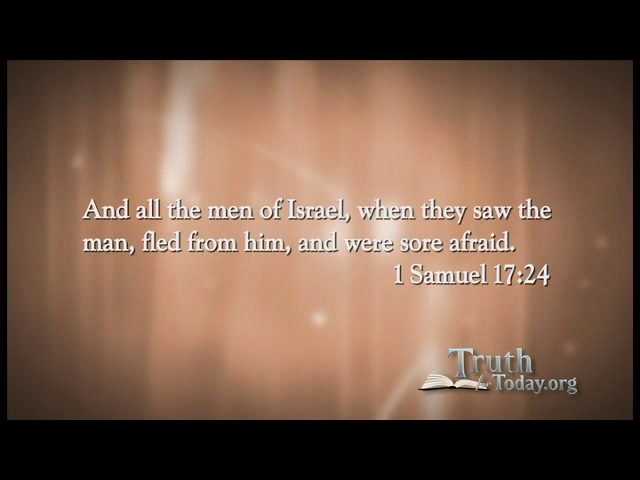 And all the men of Israel, when they saw the
man, fled from him, and were sore afraid.
1 Samuel 17:24
Truth
for Today.org